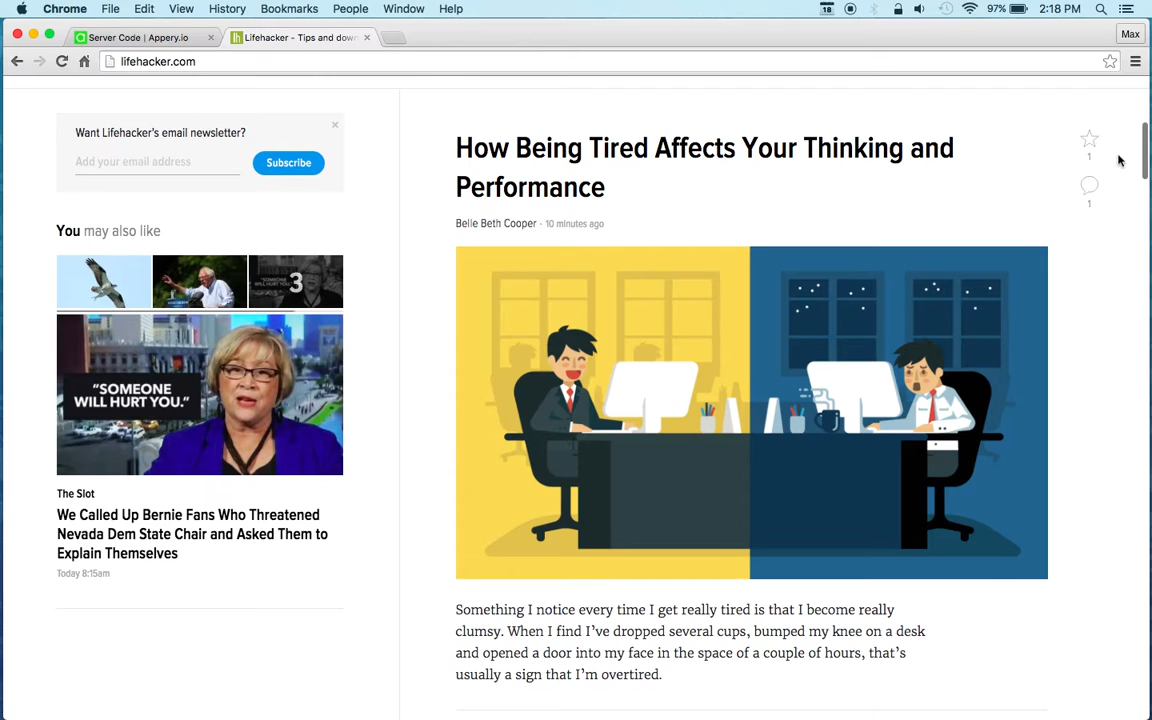 Chrome File Edit View History Bookmarks People Window Help 18 97% 2:18 PM
Server Code | Appery.io × Lifehacker - Tips and dow × Max
lifehacker.com
Want Lifehacker's email newsletter? ×
Add your email address Subscribe
You may also like
3
"SOMEONE
WILL HURT YOU."
The Slot
We Called Up Bernie Fans Who Threatened
Nevada Dem State Chair and Asked Them to
Explain Themselves
Today 8:15am
How Being Tired Affects Your Thinking and
Performance
Belle Beth Cooper - 10 minutes ago
1
1
Something I notice every time I get really tired is that I become really
clumsy. When I find I've dropped several cups, bumped my knee on a desk
and opened a door into my face in the space of a couple of hours, that's
usually a sign that I'm overtired.